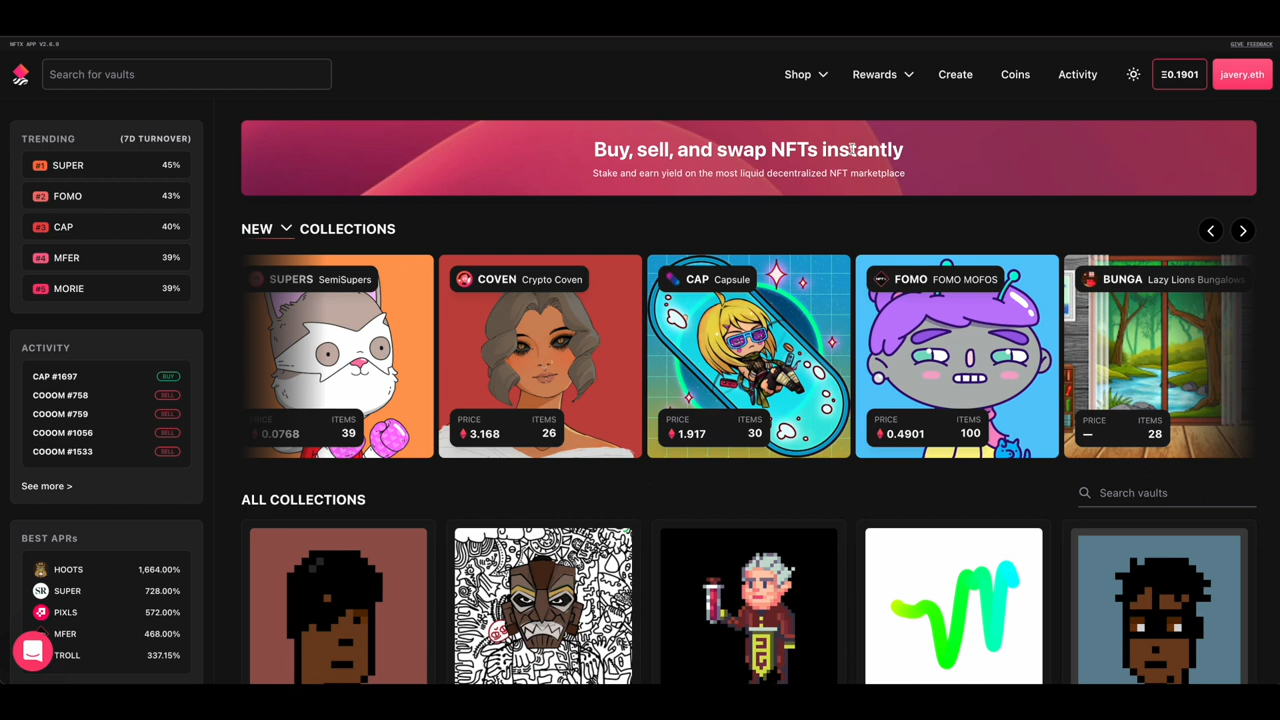 NFTX APP V2.6.0
GIVE FEEDBACK
Search for vaults
Shop
Rewards
Create
Coins
Activity
Ξ0.1901
javery.eth
TRENDING (7D TURNOVER)
#1 SUPER 45%
#2 FOMO 43%
#3 CAP 40%
#4 MFER 39%
#5 MORIE 39%
ACTIVITY
CAP #1697 BUY
COOOM #758 SELL
COOOM #759 SELL
COOOM #1056 SELL
COOOM #1533 SELL
See more >
BEST APRs
HOOTS 1,664.00%
SR SUPER 728.00%
PIXLS 572.00%
MFER 468.00%
TROLL 337.15%
Buy, sell, and swap NFTs instantly
Stake and earn yield on the most liquid decentralized NFT marketplace
NEW COLLECTIONS
SUPERS SemiSupers
PRICE ITEMS
0.0768 39
COVEN Crypto Coven
PRICE ITEMS
3.168 26
CAP Capsule
PRICE ITEMS
1.917 30
FOMO FOMO MOFOS
PRICE ITEMS
0.4901 100
BUNGA Lazy Lions Bungalows
PRICE ITEMS
— 28
ALL COLLECTIONS
Search vaults